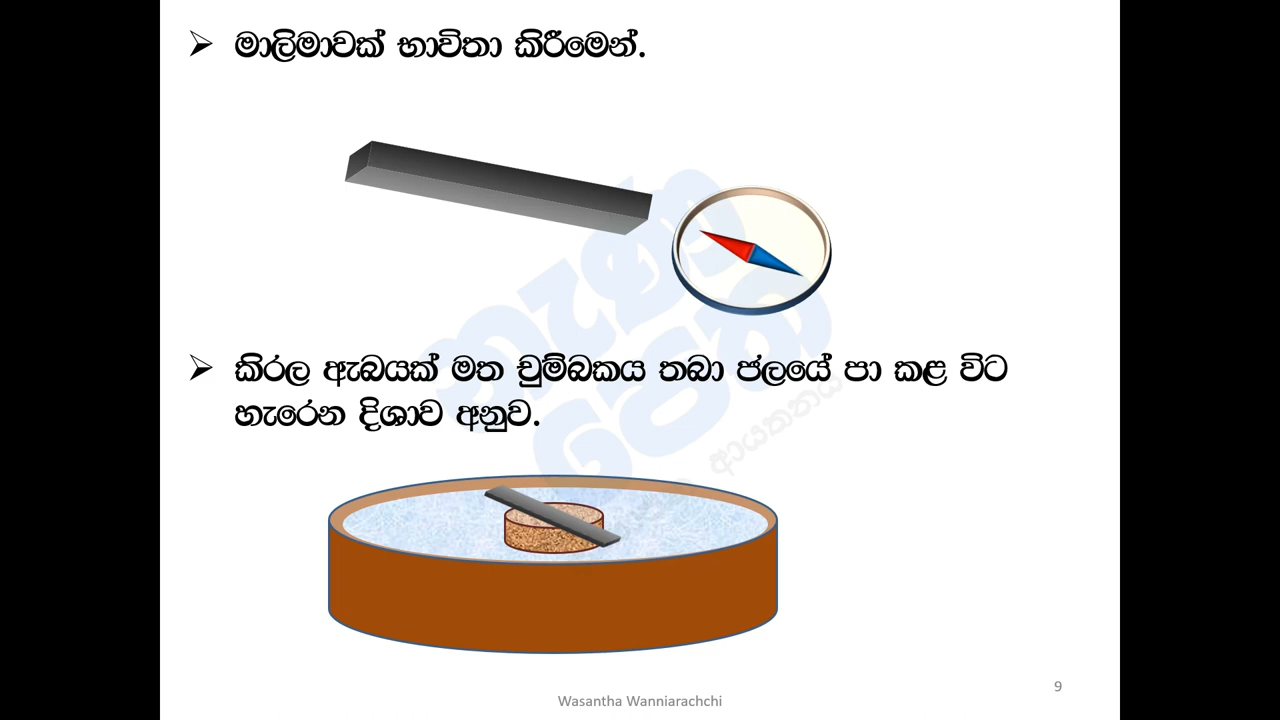 මාලිමාවක් භාවිතා කිරීමෙන්.
කිරල ඇබයක් මත චුම්බකය තබා ජලයේ පා කළ විට
හැරෙන දිශාව අනුව.
Wasantha Wanniarachchi
9